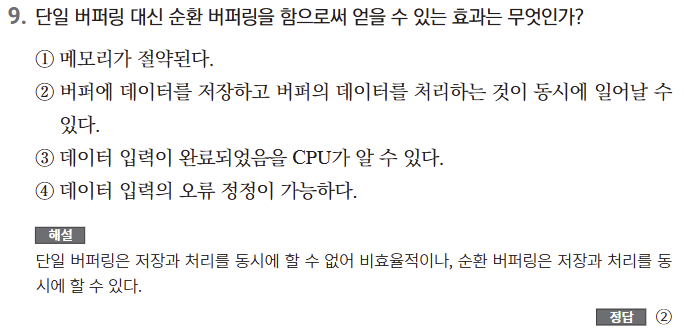 9. 단일 버퍼링 대신 순환 버퍼링을 함으로써 얻을 수 있는 효과는 무엇인가?
① 메모리가 절약된다.
② 버퍼에 데이터를 저장하고 버퍼의 데이터를 처리하는 것이 동시에 일어날 수
있다.
③ 데이터 입력이 완료되었음을 CPU가 알 수 있다.
④ 데이터 입력의 오류 정정이 가능하다.
해설
단일 버퍼링은 저장과 처리를 동시에 할 수 없어 비효율적이나, 순환 버퍼링은 저장과 처리를 동
시에 할 수 있다.
정답 ②